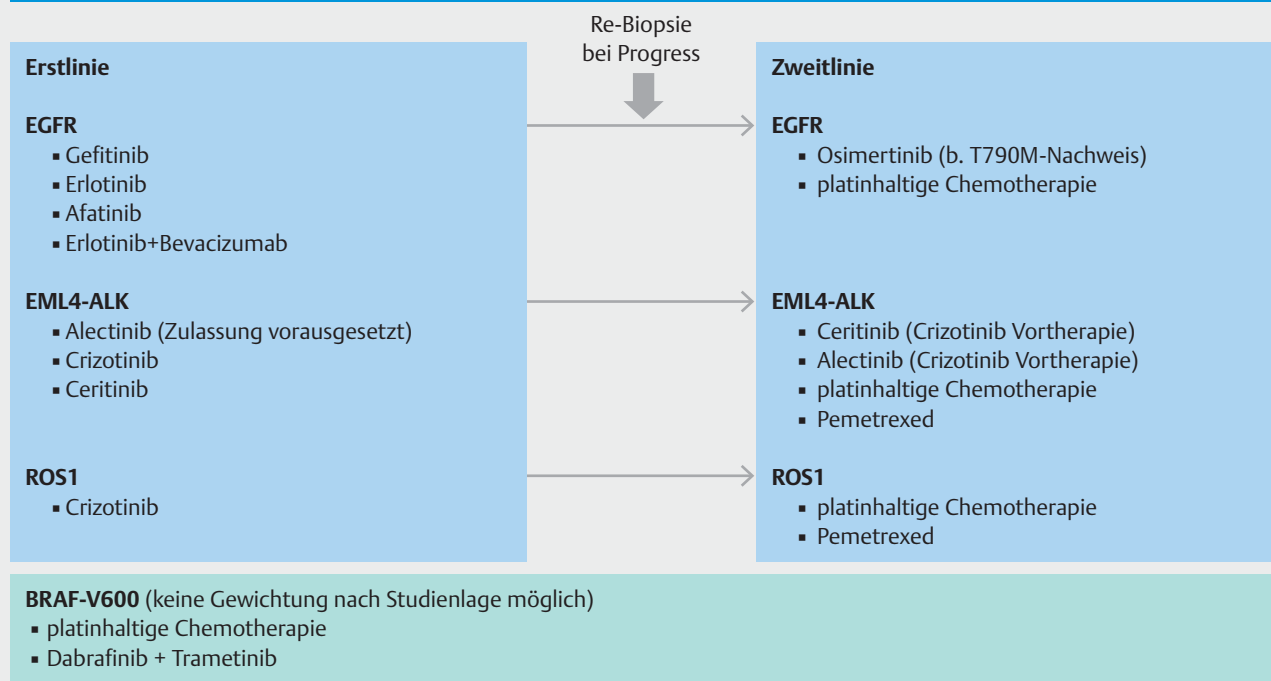 Re-Biopsie
bei Progress
Erstlinie
EGFR
▪ Gefitinib
▪ Erlotinib
▪ Afatinib
▪ Erlotinib+Bevacizumab
EML4-ALK
▪ Alectinib (Zulassung vorausgesetzt)
▪ Crizotinib
▪ Ceritinib
ROS1
▪ Crizotinib
Zweitlinie
EGFR
▪ Osimertinib (b. T790M-Nachweis)
▪ platinhaltige Chemotherapie
EML4-ALK
▪ Ceritinib (Crizotinib Vortherapie)
▪ Alectinib (Crizotinib Vortherapie)
▪ platinhaltige Chemotherapie
▪ Pemetrexed
ROS1
▪ platinhaltige Chemotherapie
▪ Pemetrexed
BRAF-V600 (keine Gewichtung nach Studienlage möglich)
▪ platinhaltige Chemotherapie
▪ Dabrafinib + Trametinib